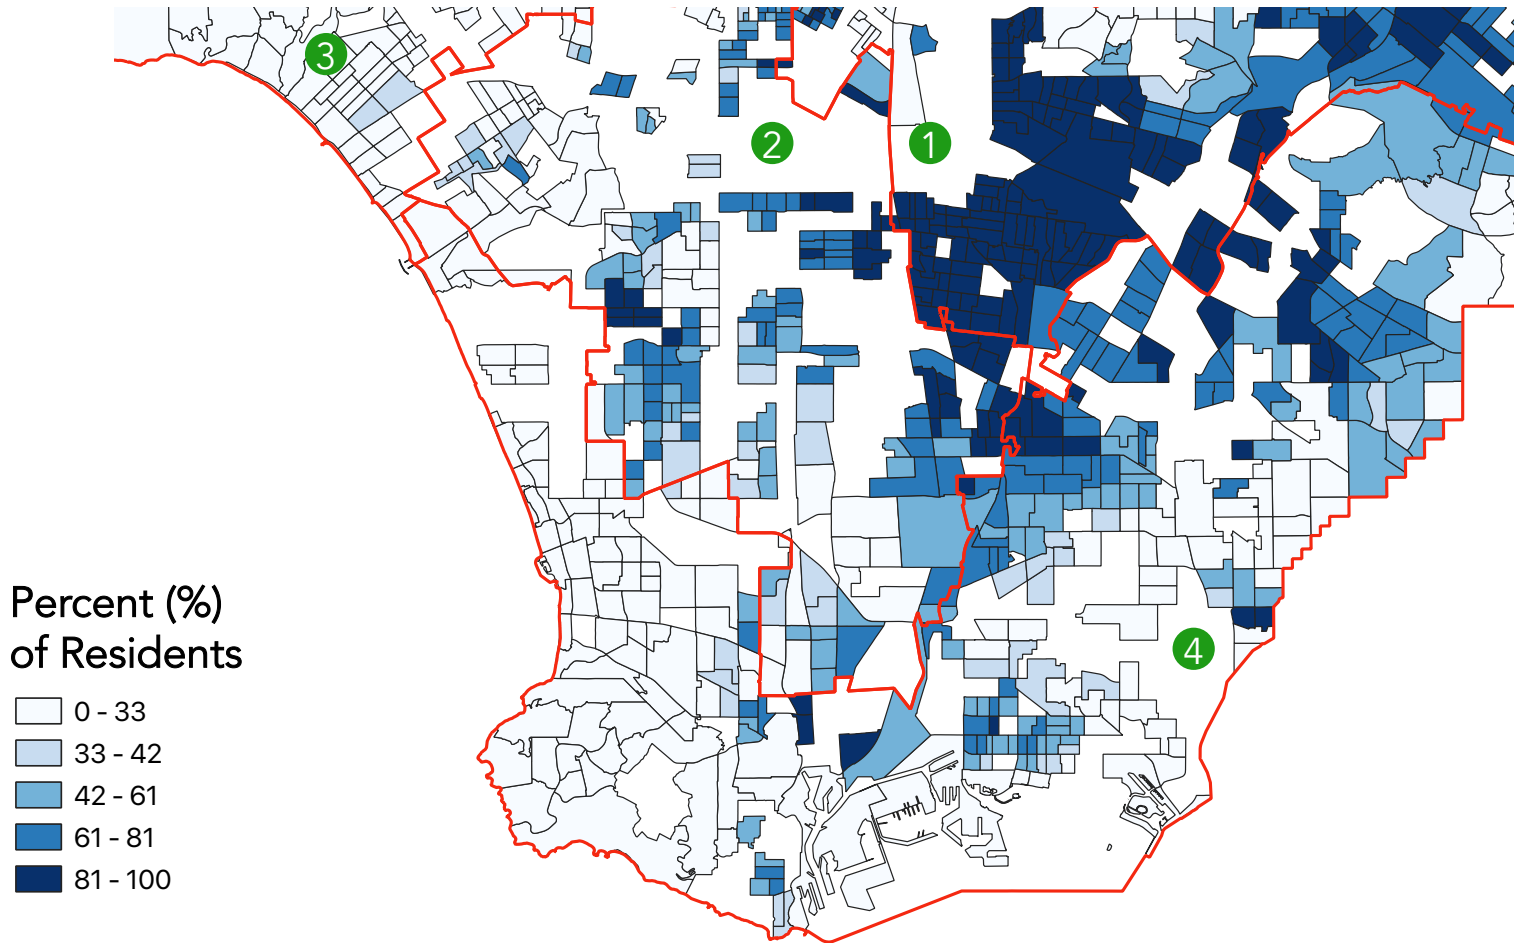 3
2
1
4
Percent (%)
of Residents
0 - 33
33 - 42
42 - 61
61 - 81
81 - 100